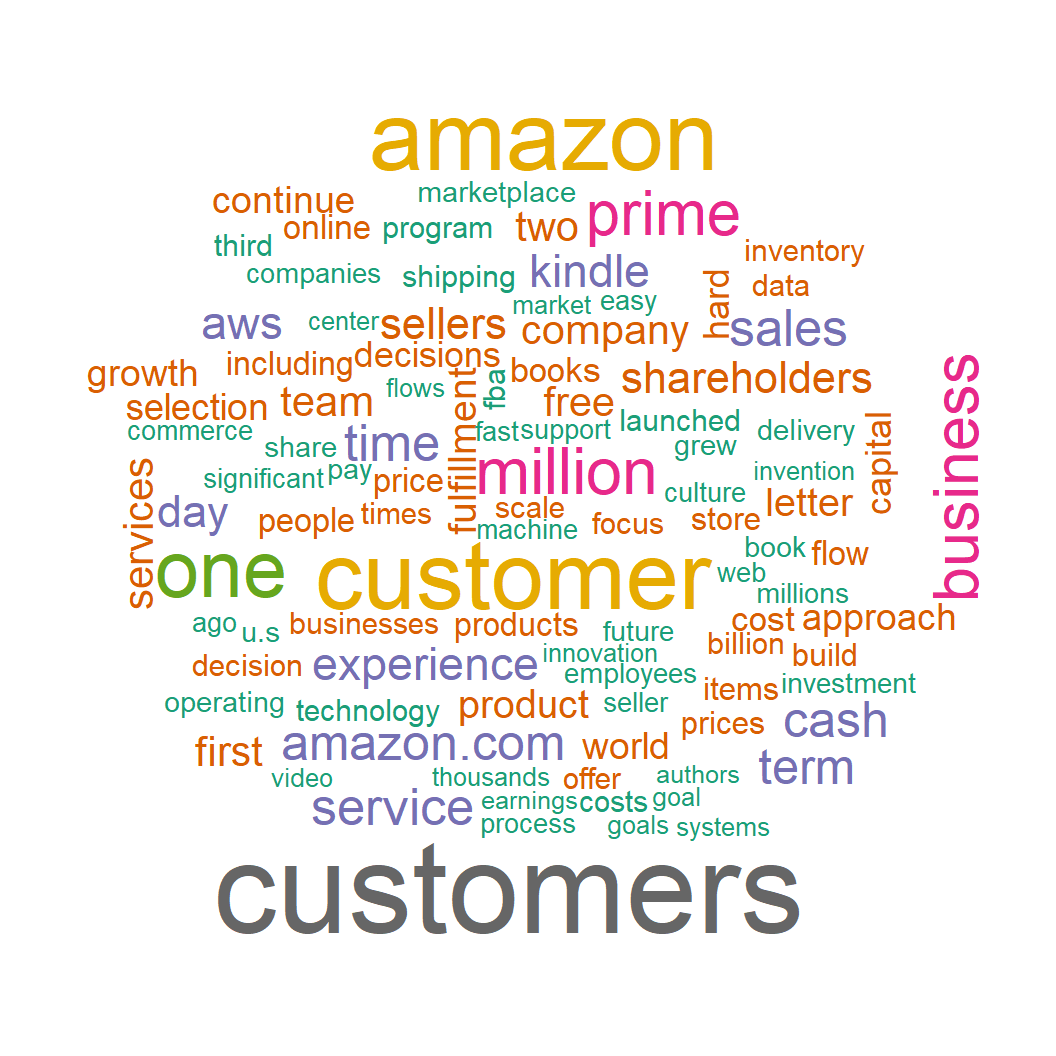 amazon
marketplace
continue
prime
online
program
two
third
inventory
companies
shipping
kindle
hard
data
market
easy
aws
center
sellers
company
sales
including
decisions
growth
books
shareholders
flows
fba
fulfillment
business
selection
team
free
launched
capital
commerce
share
time
fast
support
grew
delivery
significant
pay
price
million
culture
invention
services
day
people
times
scale
machine
focus
store
letter
one
customer
book
flow
web
millions
ago
u.s
businesses
products
future
cost
approach
decision
experience
innovation
employees
billion
build
operating
technology
product
seller
items
investment
first
amazon.com
world
prices
cash
video
thousands
offer
authors
term
service
earnings
costs
goal
process
goals
systems
customers